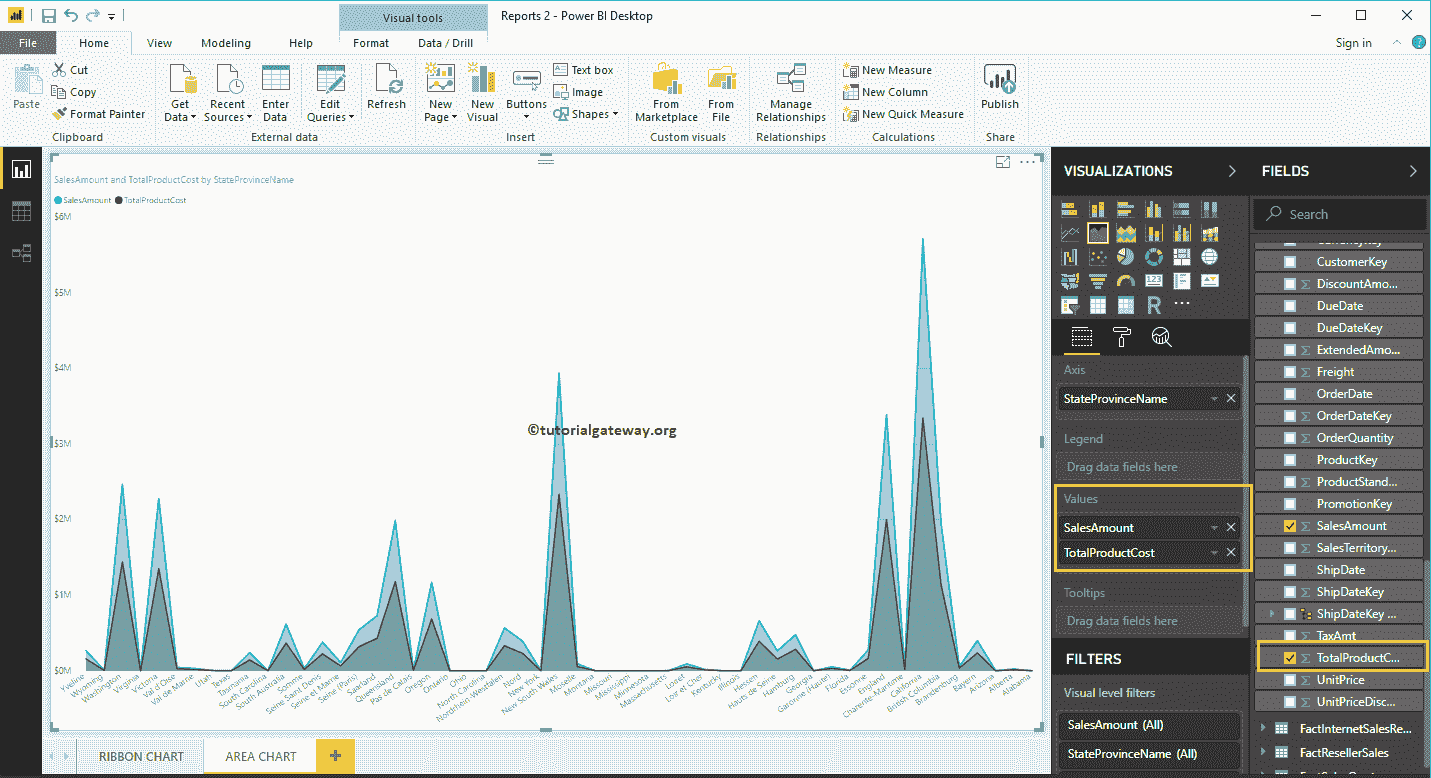 Visual tools
Reports 2 - Power BI Desktop
File Home View Modeling Help Format Data / Drill
Sign in
Paste
Cut
Copy
Format Painter
Clipboard
Get Data
Recent Sources
Enter Data
Edit Queries
Refresh
External data
New Page
New Visual
Buttons
Text box
Image
Shapes
Insert
From Marketplace
From File
Custom visuals
Manage Relationships
Relationships
New Measure
New Column
New Quick Measure
Calculations
Publish
Share
SalesAmount and TotalProductCost by StateProvinceName
SalesAmount TotalProductCost
$6M
$5M
$4M
$3M
$2M
$1M
$0M
©tutorialgateway.org
Yveline
Wyoming
Washington
Virginia
Victoria
Val d'Oise
Val de Marne
Utah
Texas
Tasmania
South Carolina
South Australia
Somme
Seine Saint Denis
Seine et Marne
Seine (Paris)
Saarland
Queensland
Pas de Calais
Oregon
Ontario
Ohio
North Carolina
Nordrhein-Westfalen
Nord
New York
New South Wales
Moselle
Montana
Missouri
Mississippi
Minnesota
Massachusetts
Loiret
Loir et Cher
Kentucky
Illinois
Hessen
Hauts de Seine
Hamburg
Georgia
Garonne (Haute)
Florida
Essonne
England
Charente-Maritime
California
British Columbia
Brandenburg
Bayern
Arizona
Alberta
Alabama
RIBBON CHART
AREA CHART
+
VISUALIZATIONS
123
R
Axis
StateProvinceName
Legend
Drag data fields here
Values
SalesAmount
TotalProductCost
Tooltips
Drag data fields here
FILTERS
Visual level filters
SalesAmount (All)
StateProvinceName (All)
FIELDS
Search
CustomerKey
DiscountAmo...
DueDate
DueDateKey
ExtendedAmo...
Freight
OrderDate
OrderDateKey
OrderQuantity
ProductKey
ProductStand...
PromotionKey
SalesAmount
SalesTerritory...
ShipDate
ShipDateKey
ShipDateKey ...
TaxAmt
TotalProductC...
UnitPrice
UnitPriceDisc...
FactInternetSalesRe...
FactResellerSales